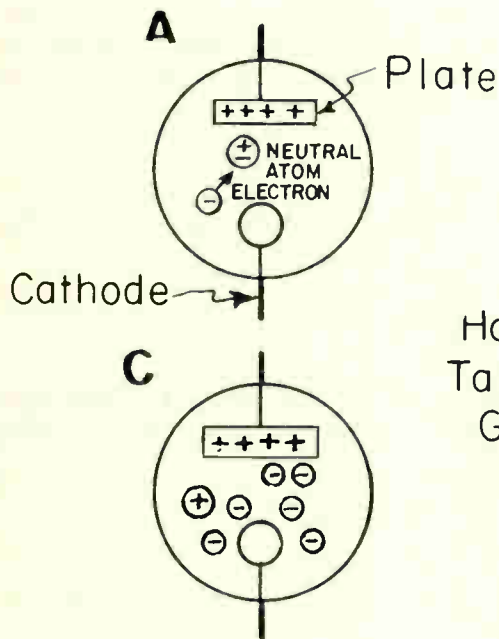 A
Plate
+ + + +
+
−
NEUTRAL
ATOM
− ELECTRON
Cathode
C
+ + + +
− −
+ − −
− −